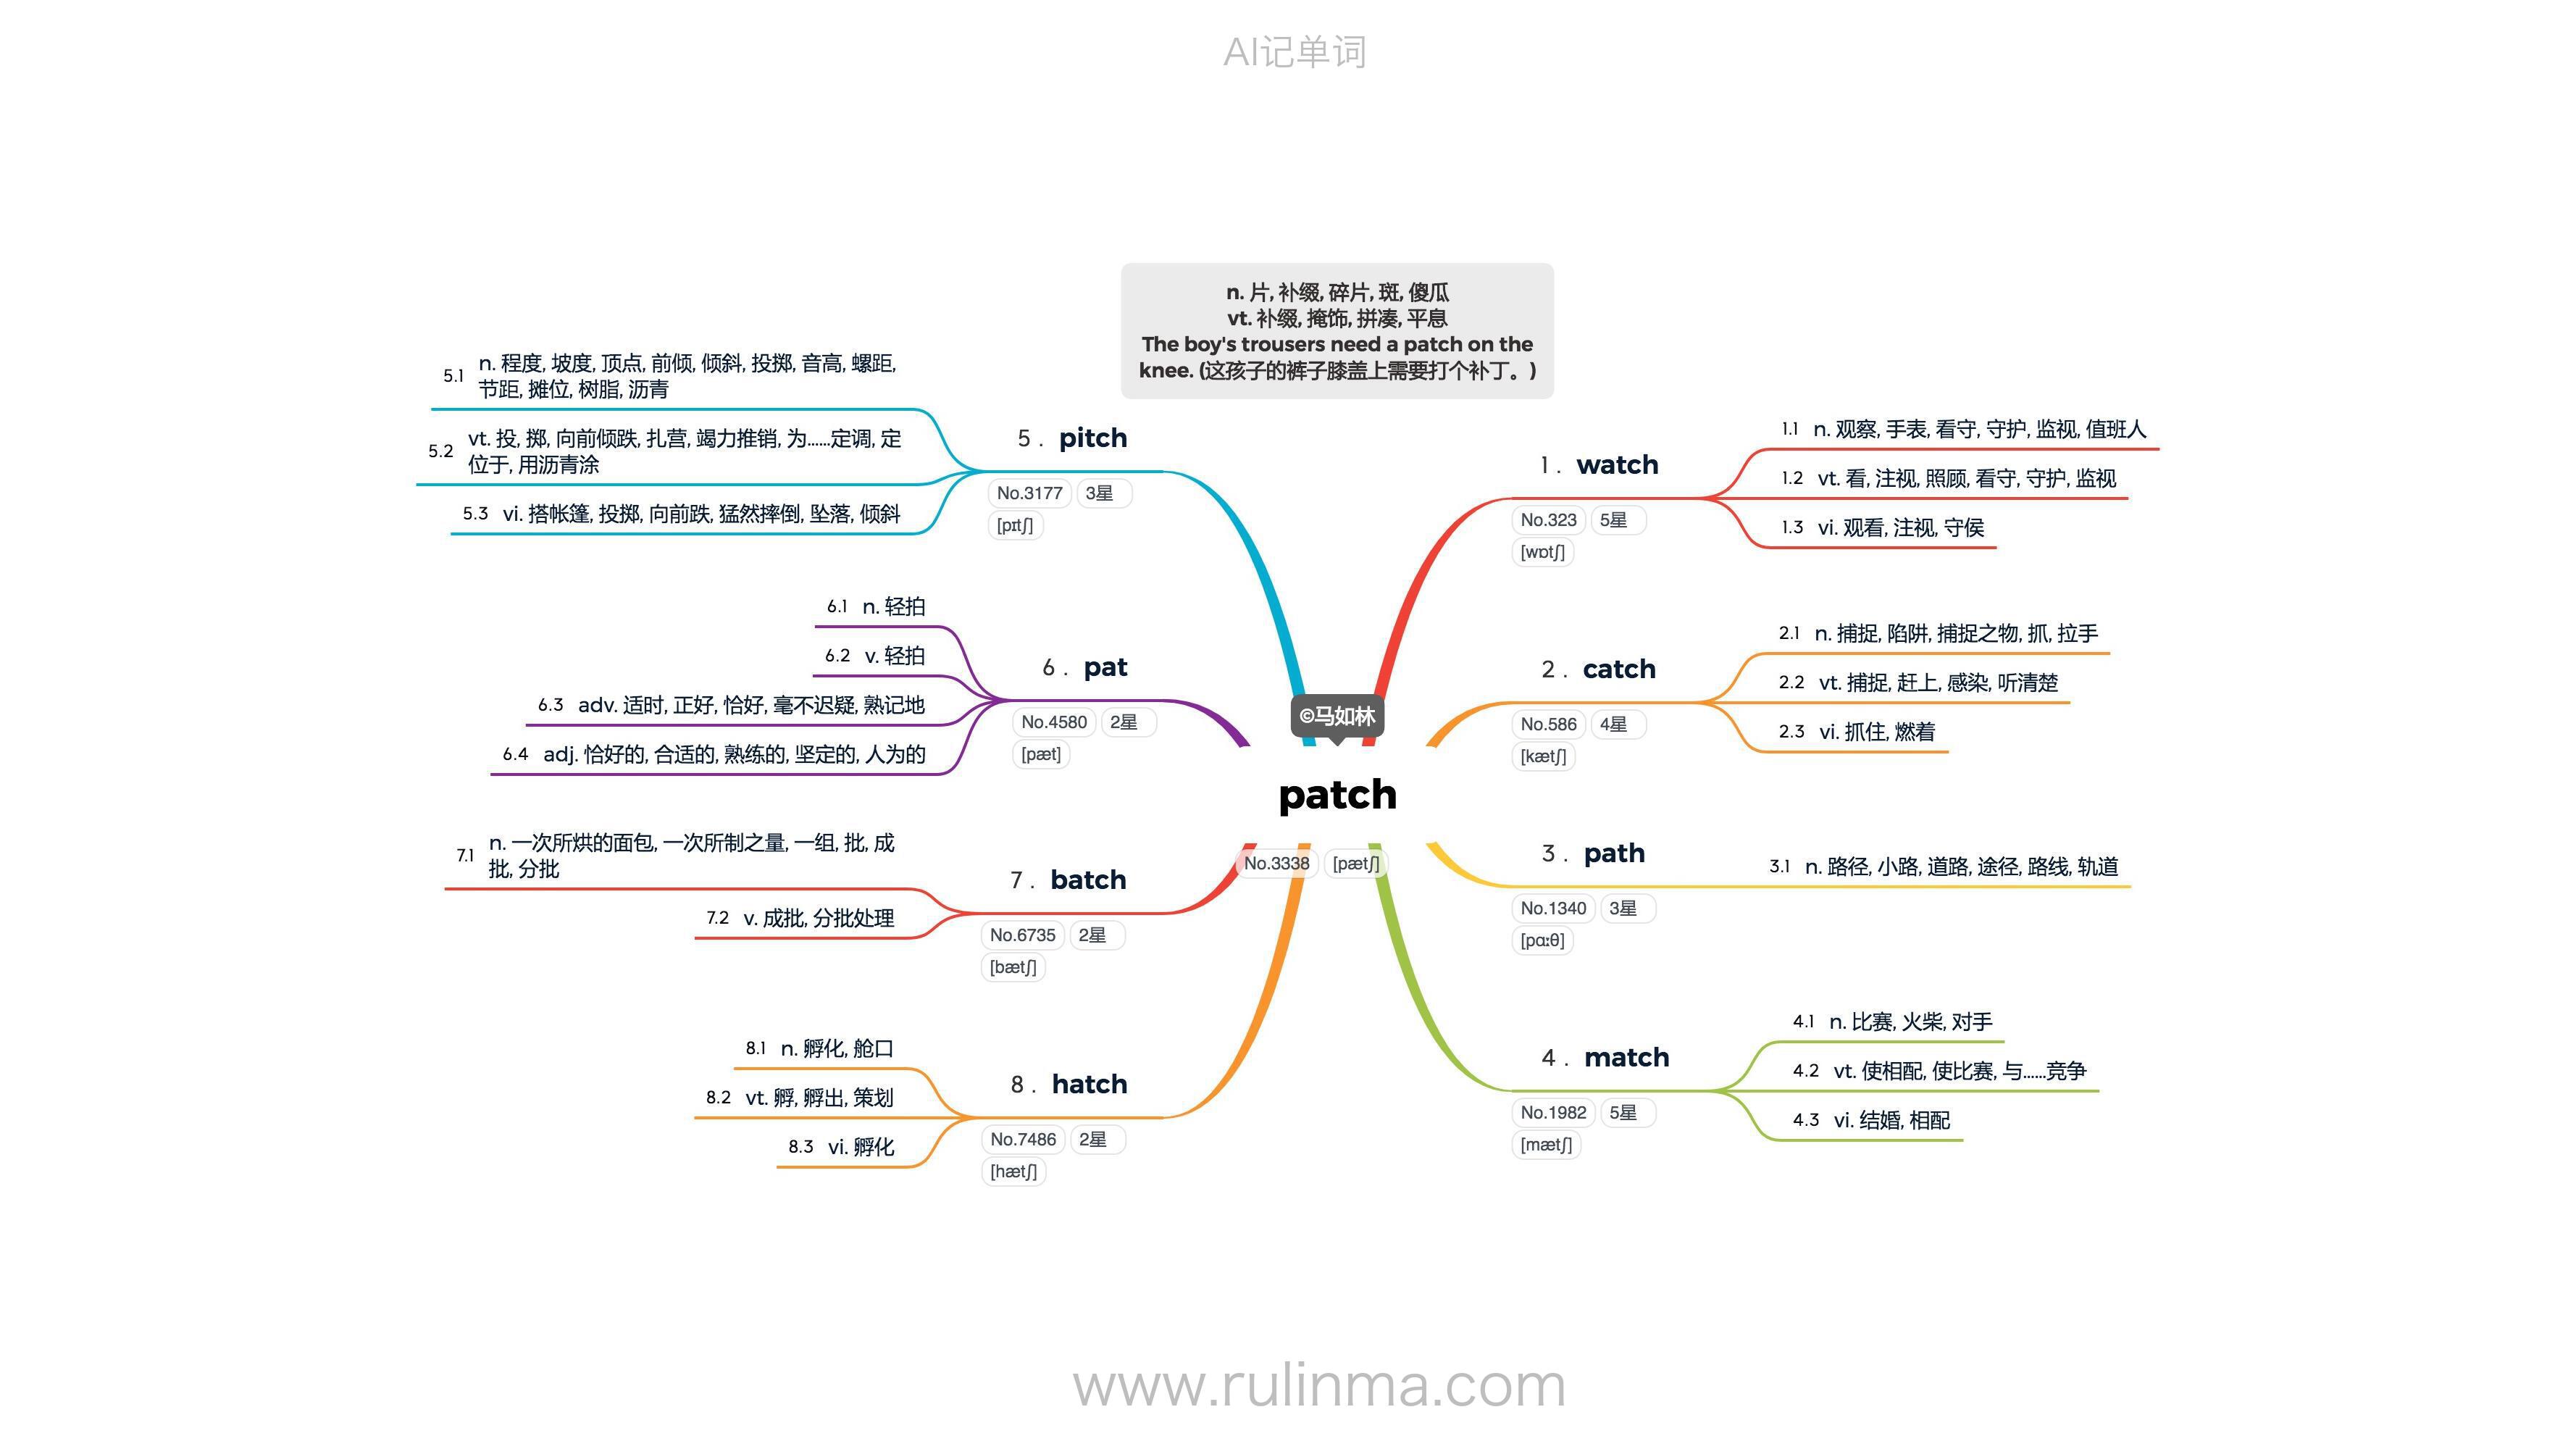 AI记单词
n. 片, 补缀, 碎片, 斑, 傻瓜
vt. 补缀, 掩饰, 拼凑, 平息
The boy's trousers need a patch on the
knee. (这孩子的裤子膝盖上需要打个补丁。)
©马如林
patch
No.3338 [pætʃ]
1. watch
No.323 5星
[wɒtʃ]
1.1 n. 观察, 手表, 看守, 守护, 监视, 值班人
1.2 vt. 看, 注视, 照顾, 看守, 守护, 监视
1.3 vi. 观看, 注视, 守侯
2. catch
No.586 4星
[kætʃ]
2.1 n. 捕捉, 陷阱, 捕捉之物, 抓, 拉手
2.2 vt. 捕捉, 赶上, 感染, 听清楚
2.3 vi. 抓住, 燃着
3. path
No.1340 3星
[pɑːθ]
3.1 n. 路径, 小路, 道路, 途径, 路线, 轨道
4. match
No.1982 5星
[mætʃ]
4.1 n. 比赛, 火柴, 对手
4.2 vt. 使相配, 使比赛, 与……竞争
4.3 vi. 结婚, 相配
5. pitch
No.3177 3星
[pɪtʃ]
5.1 n. 程度, 坡度, 顶点, 前倾, 倾斜, 投掷, 音高, 螺距,
节距, 摊位, 树脂, 沥青
5.2 vt. 投, 掷, 向前倾跌, 扎营, 竭力推销, 为……定调, 定
位于, 用沥青涂
5.3 vi. 搭帐篷, 投掷, 向前跌, 猛然摔倒, 坠落, 倾斜
6. pat
No.4580 2星
[pæt]
6.1 n. 轻拍
6.2 v. 轻拍
6.3 adv. 适时, 正好, 恰好, 毫不迟疑, 熟记地
6.4 adj. 恰好的, 合适的, 熟练的, 坚定的, 人为的
7. batch
No.6735 2星
[bætʃ]
7.1 n. 一次所烘的面包, 一次所制之量, 一组, 批, 成
批, 分批
7.2 v. 成批, 分批处理
8. hatch
No.7486 2星
[hætʃ]
8.1 n. 孵化, 舱口
8.2 vt. 孵, 孵出, 策划
8.3 vi. 孵化
www.rulinma.com